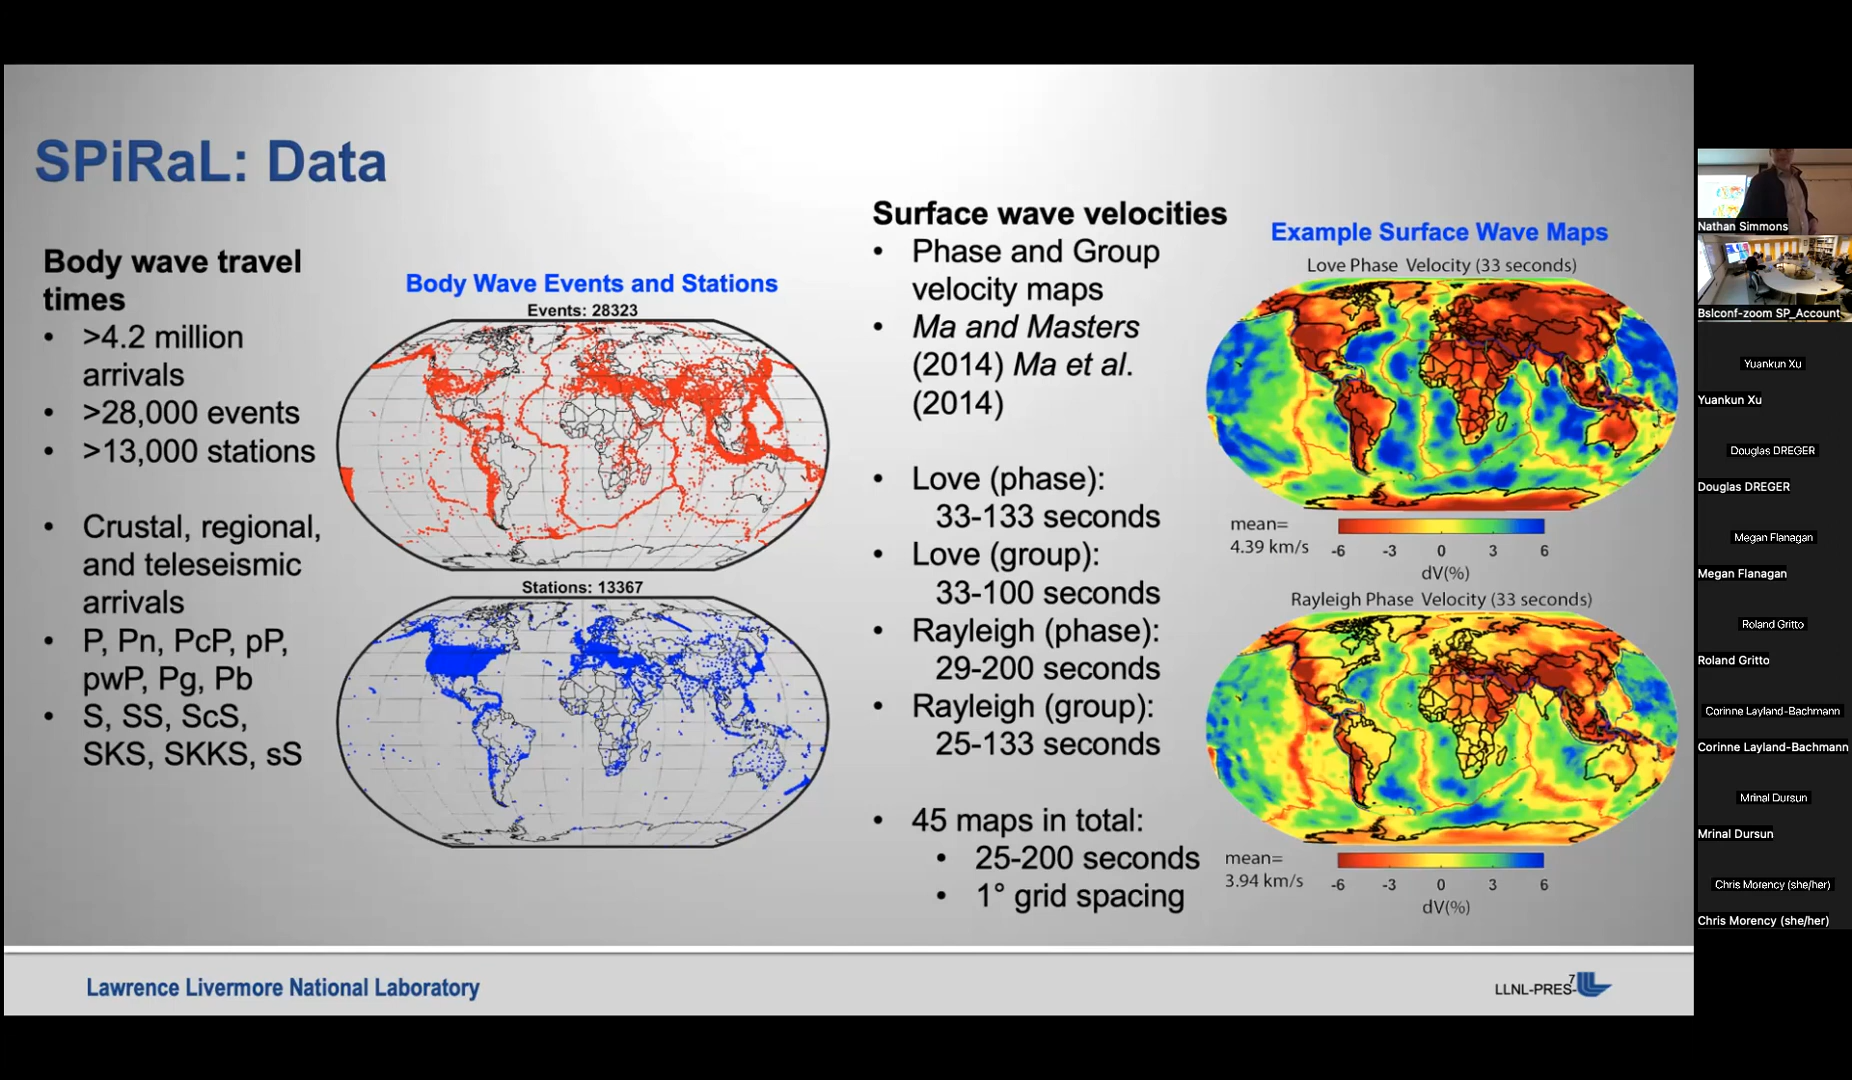 SPiRaL: Data
Body wave travel
times
• >4.2 million
arrivals
• >28,000 events
• >13,000 stations
• Crustal, regional,
and teleseismic
arrivals
• P, Pn, PcP, pP,
pwP, Pg, Pb
• S, SS, ScS,
SKS, SKKS, sS
Body Wave Events and Stations
Events: 28323
Stations: 13367
Surface wave velocities
• Phase and Group
velocity maps
• Ma and Masters
(2014) Ma et al.
(2014)
• Love (phase):
33-133 seconds
• Love (group):
33-100 seconds
• Rayleigh (phase):
29-200 seconds
• Rayleigh (group):
25-133 seconds
• 45 maps in total:
• 25-200 seconds
• 1° grid spacing
Example Surface Wave Maps
Love Phase Velocity (33 seconds)
mean=
4.39 km/s
-6 -3 0 3 6
dV(%)
Rayleigh Phase Velocity (33 seconds)
mean=
3.94 km/s
-6 -3 0 3 6
dV(%)
Lawrence Livermore National Laboratory
LLNL-PRES-
7
Nathan Simmons
Bslconf-zoom SP_Account
Yuankun Xu
Yuankun Xu
Douglas DREGER
Douglas DREGER
Megan Flanagan
Megan Flanagan
Roland Gritto
Roland Gritto
Corinne Layland-Bachmann
Corinne Layland-Bachmann
Mrinal Dursun
Mrinal Dursun
Chris Morency (she/her)
Chris Morency (she/her)